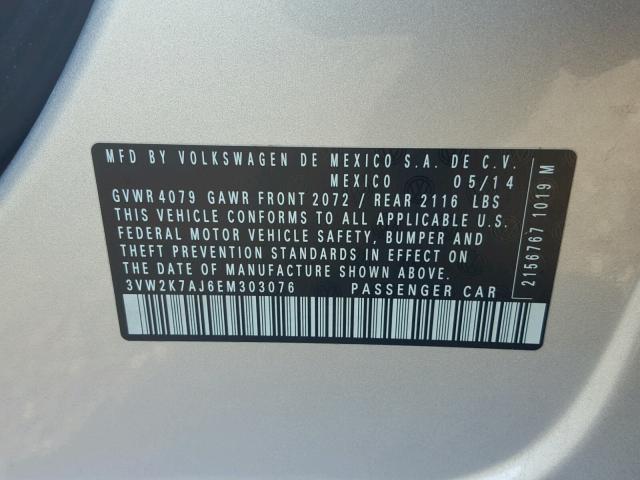 MFD BY VOLKSWAGEN DE MEXICO S.A. DE C.V.
MEXICO 05/14
GVWR 4079 GAWR FRONT 2072 / REAR 2116 LBS
THIS VEHICLE CONFORMS TO ALL APPLICABLE U.S.
FEDERAL MOTOR VEHICLE SAFETY, BUMPER AND
THEFT PREVENTION STANDARDS IN EFFECT ON
THE DATE OF MANUFACTURE SHOWN ABOVE.
3VW2K7AJ6EM303076 PASSENGER CAR
2156767 1019 M